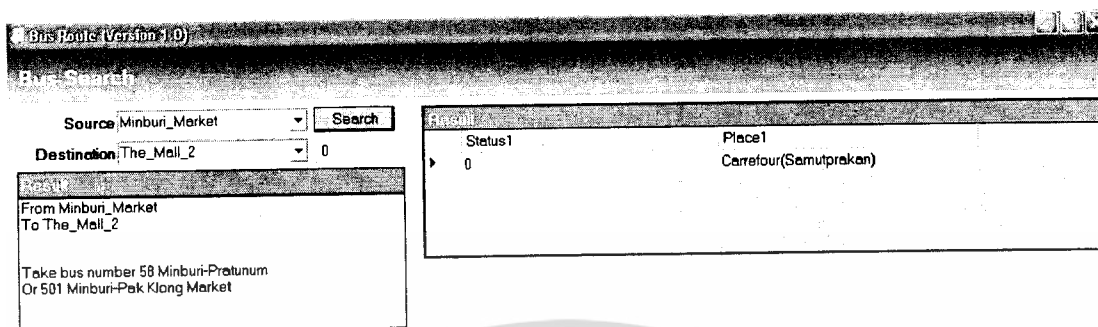 Bus Route (Version 1.0)
Bus Search
Source Minburi_Market Search
Destination The_Mall_2 0
Result
From Minburi_Market
To The_Mall_2
Take bus number 58 Minburi-Pratunum
Or 501 Minburi-Pak Klong Market
Result
Status1 Place1
0 Carrefour(Samutprakan)